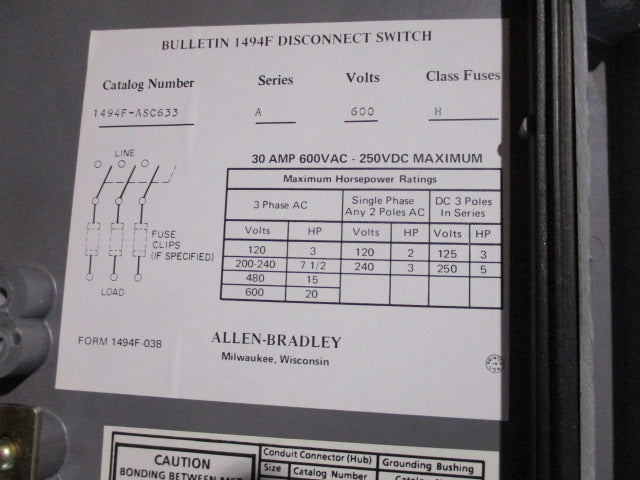 BULLETIN 1494F DISCONNECT SWITCH
Catalog Number Series Volts Class Fuses
1494F-ASC633 A 600 H
LINE
FUSE
CLIPS
(IF SPECIFIED)
LOAD
30 AMP 600VAC - 250VDC MAXIMUM
Maximum Horsepower Ratings
3 Phase AC Single Phase Any 2 Poles AC DC 3 Poles In Series
Volts HP Volts HP Volts HP
120 3 120 2 125 3
200-240 7 1/2 240 3 250 5
480 15
600 20
FORM 1494F-03B
ALLEN-BRADLEY
Milwaukee, Wisconsin
CAUTION
BONDING BETWEEN
Conduit Connector (Hub) Grounding Bushing
Size Catalog Number